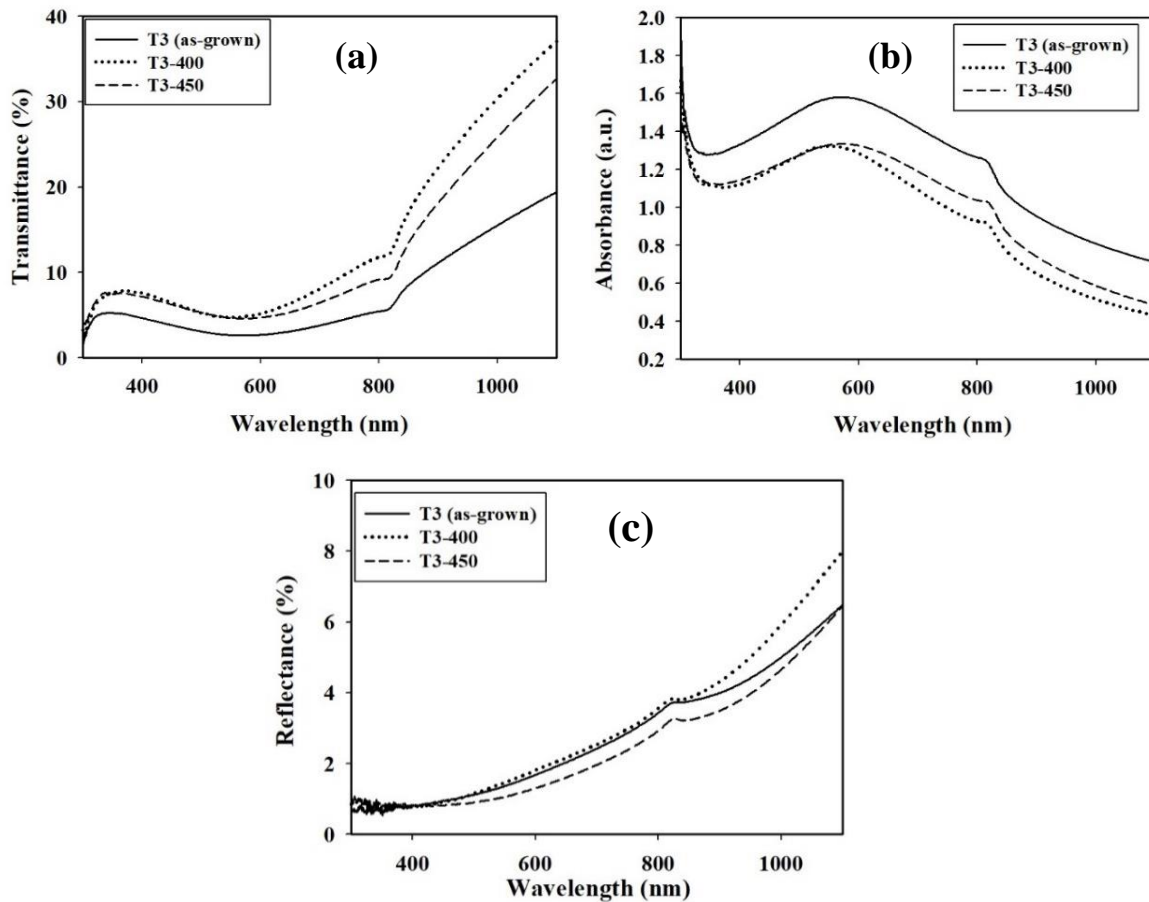 40
30
20
10
0
Transmittance (%)
T3 (as-grown)
T3-400
T3-450
(a)
400 600 800 1000
Wavelength (nm)
2.0
1.8
1.6
1.4
1.2
1.0
0.8
0.6
0.4
0.2
Absorbance (a.u.)
(b)
T3 (as-grown)
T3-400
T3-450
400 600 800 1000
Wavelength (nm)
10
8
6
4
2
0
Reflectance (%)
T3 (as-grown)
T3-400
T3-450
(c)
400 600 800 1000
Wavelength (nm)